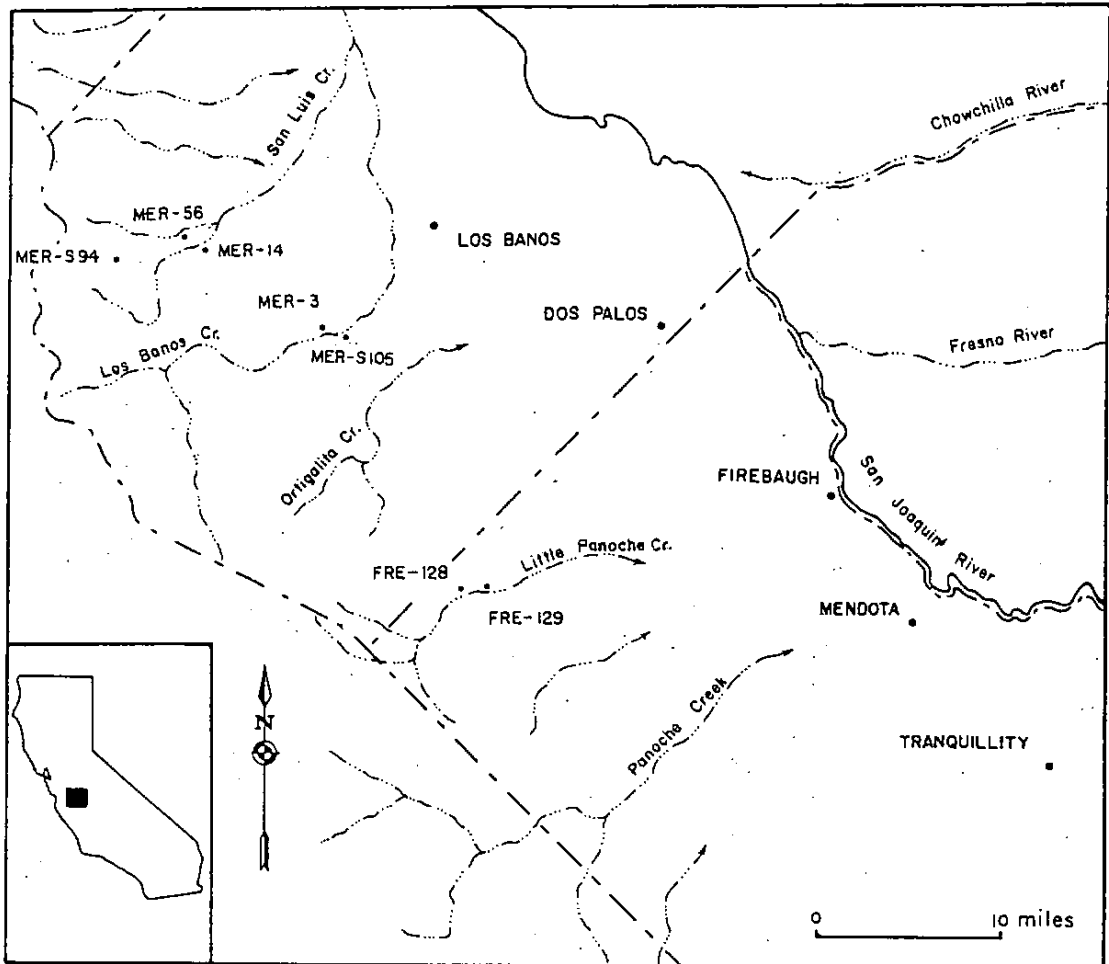 Chowchilla River
San Luis Cr.
MER-56
MER-S94
MER-14
LOS BANOS
MER-3
DOS PALOS
MER-S105
Los Banos Cr.
Fresno River
Ortigalita Cr.
FIREBAUGH
San Joaquin River
Little Panoche Cr.
FRE-128
FRE-129
MENDOTA
N
Panoche Creek
TRANQUILLITY
0 10 miles